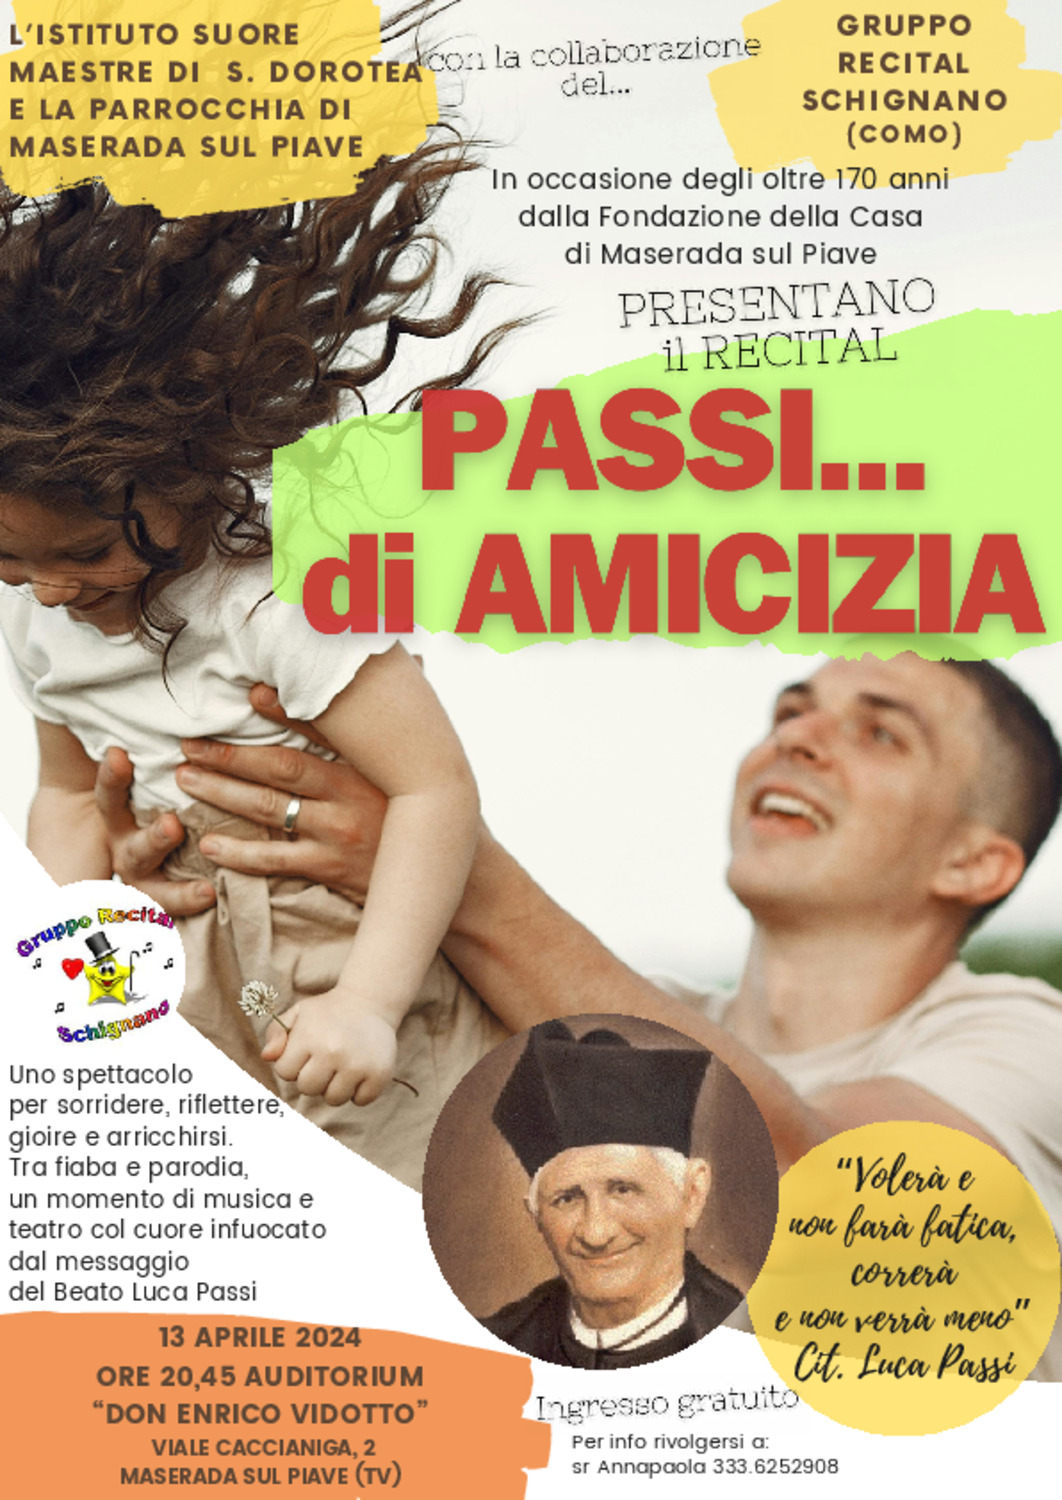 L'ISTITUTO SUORE
MAESTRE DI S. DOROTEA
E LA PARROCCHIA DI
MASERADA SUL PIAVE
con la collaborazione
del...
GRUPPO
RECITAL
SCHIGNANO
(COMO)
In occasione degli oltre 170 anni
dalla Fondazione della Casa
di Maserada sul Piave
PRESENTANO
il RECITAL
PASSI...
di AMICIZIA
Gruppo Recital
Schignano
Uno spettacolo
per sorridere, riflettere,
gioire e arricchirsi.
Tra fiaba e parodia,
un momento di musica e
teatro col cuore infuocato
dal messaggio
del Beato Luca Passi
"Volerà e
non farà fatica,
correrà
e non verrà meno"
Cit. Luca Passi
13 APRILE 2024
ORE 20,45 AUDITORIUM
"DON ENRICO VIDOTTO"
VIALE CACCIANIGA, 2
MASERADA SUL PIAVE (TV)
Ingresso gratuito
Per info rivolgersi a:
sr Annapaola 333.6252908